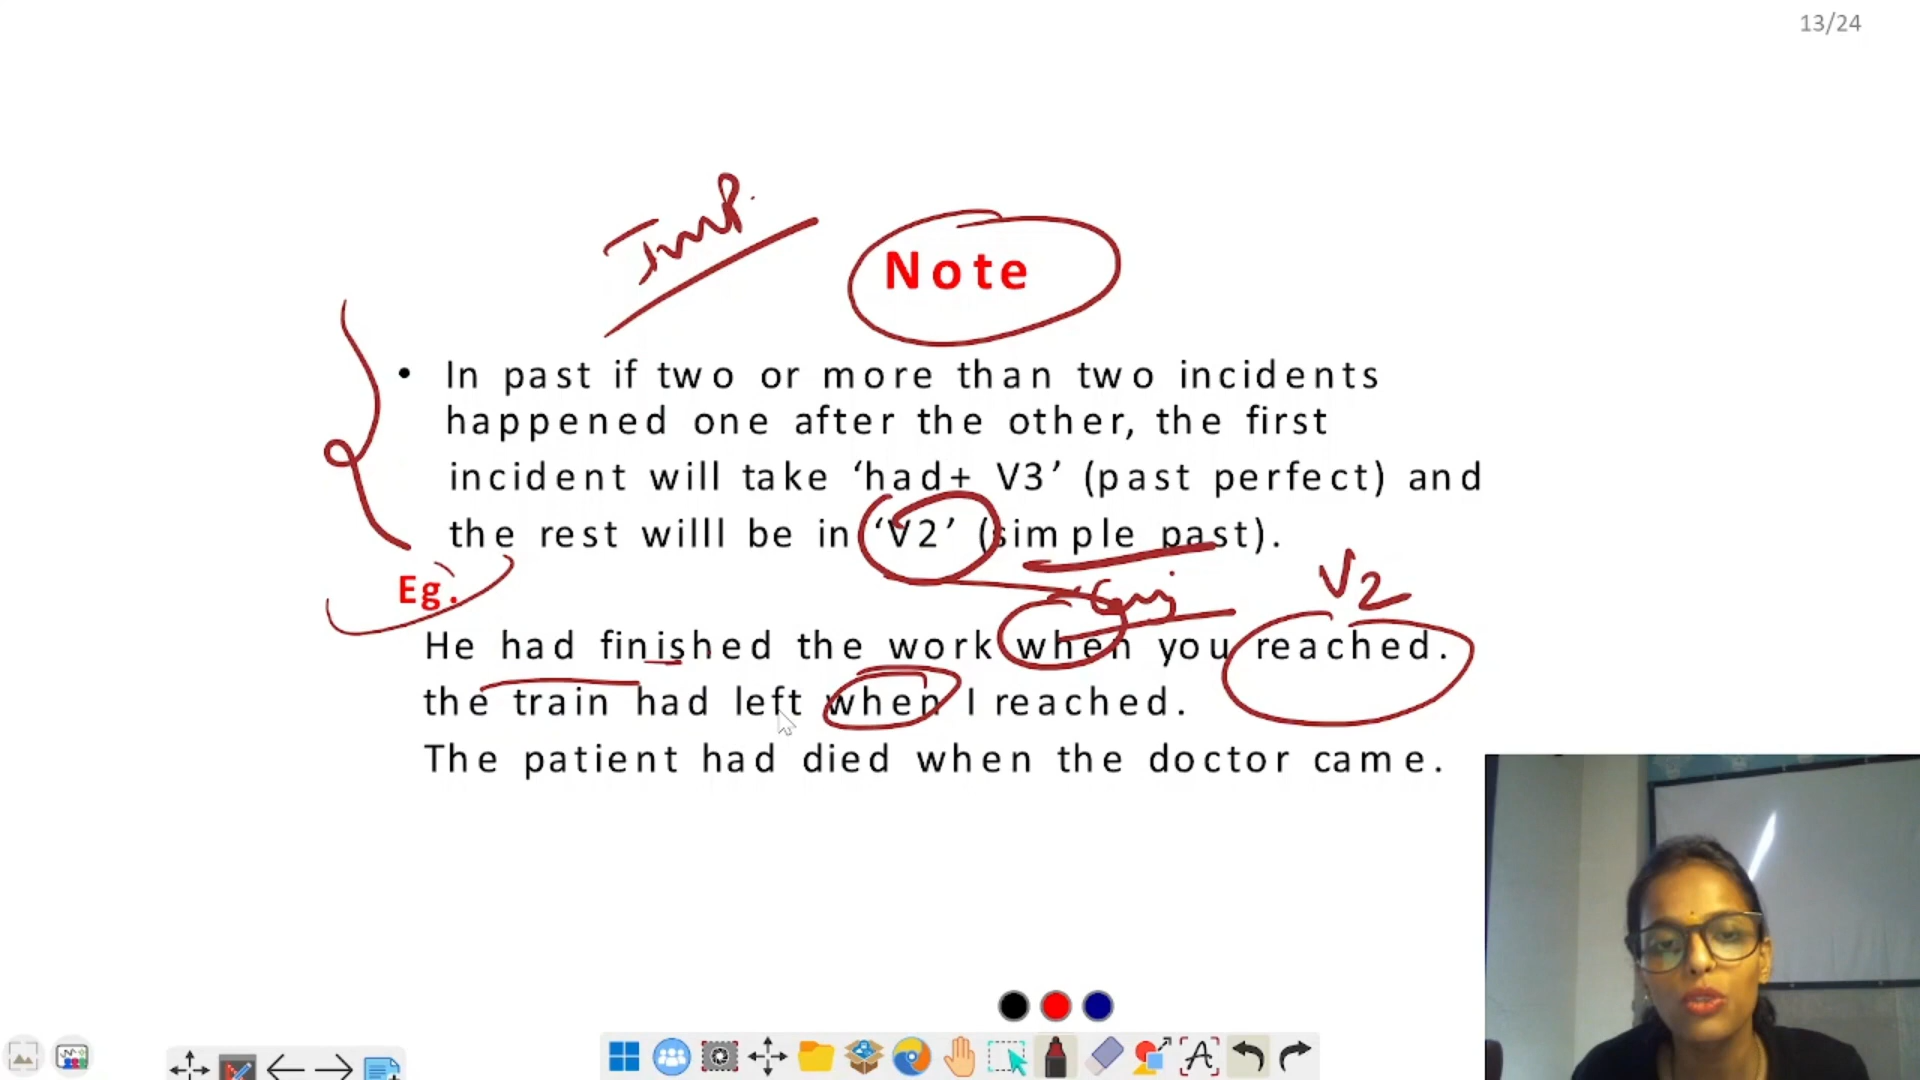 13/24
Imp.
Note
• In past if two or more than two incidents
happened one after the other, the first
incident will take ‘had+ V3’ (past perfect) and
the rest willl be in ‘V2’ (simple past).
Eg.
V2
He had finished the work when you reached.
the train had left when I reached.
The patient had died when the doctor came.